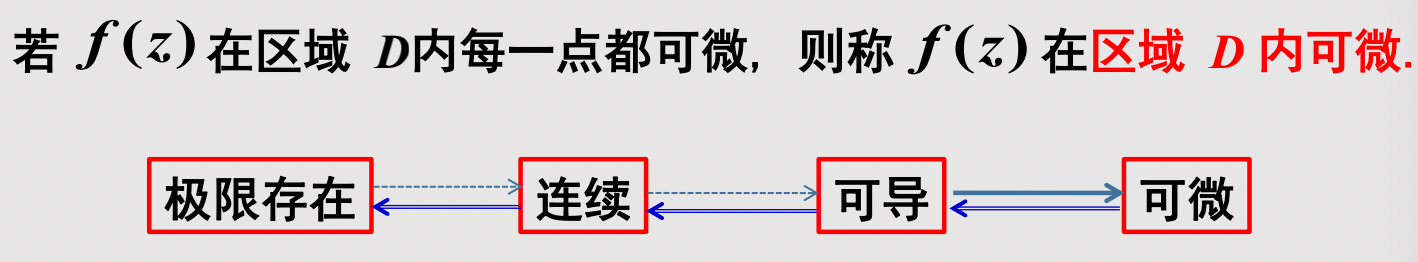 若 f(z) 在区域 D内每一点都可微, 则称 f(z) 在区域 D 内可微.
极限存在 连续 可导 可微